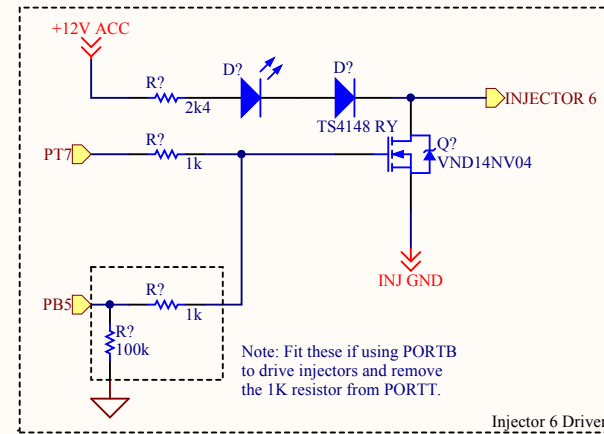 +12V ACC
R?
2k4
D?
D?
TS4148 RY
INJECTOR 6
PT7
R?
1k
Q?
VND14NV04
INJ GND
PB5
R?
1k
R?
100k
Note: Fit these if using PORTB
to drive injectors and remove
the 1K resistor from PORTT.
Injector 6 Driver